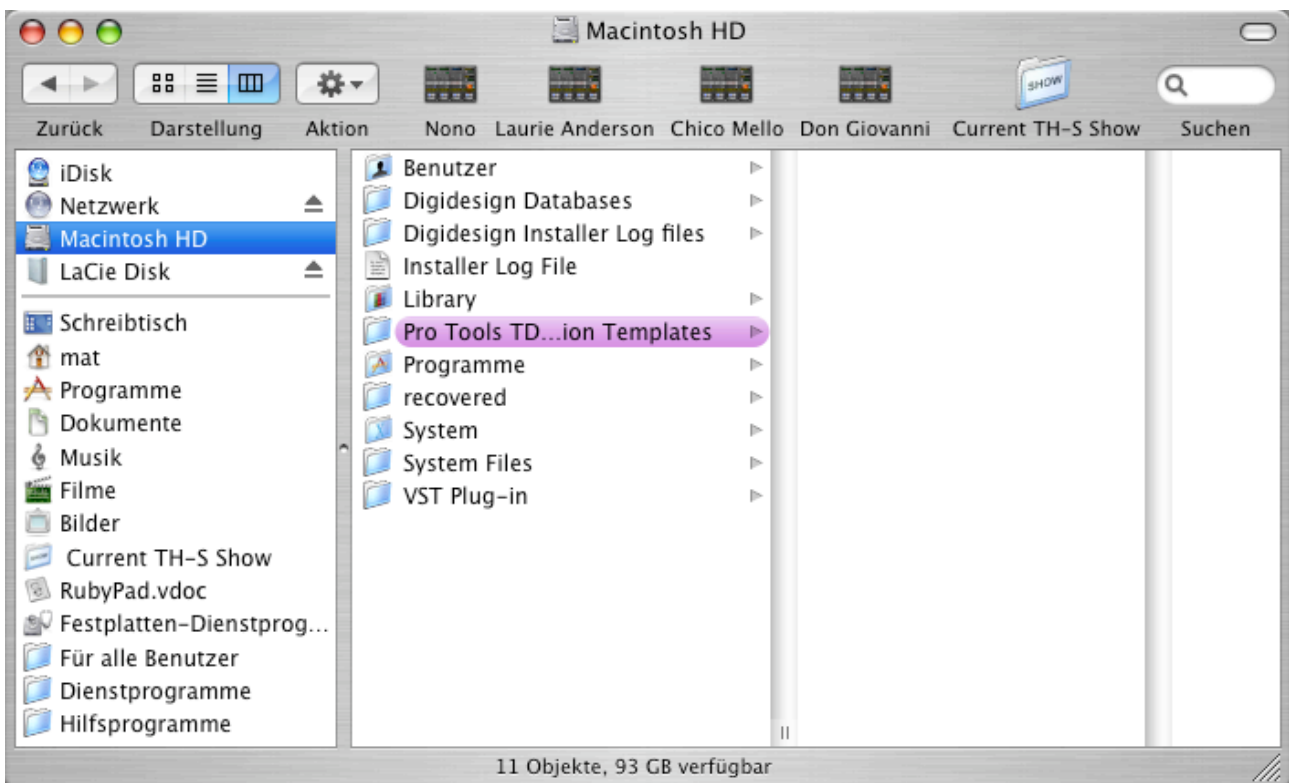 Macintosh HD
SHOW
Zurück Darstellung Aktion Nono Laurie Anderson Chico Mello Don Giovanni Current TH-S Show Suchen
iDisk
Netzwerk
Macintosh HD
LaCie Disk
Schreibtisch
mat
Programme
Dokumente
Musik
Filme
Bilder
Current TH-S Show
RubyPad.vdoc
Festplatten-Dienstprog...
Für alle Benutzer
Dienstprogramme
Hilfsprogramme
Benutzer
Digidesign Databases
Digidesign Installer Log files
Installer Log File
Library
Pro Tools TD...ion Templates
Programme
recovered
System
System Files
VST Plug-in
11 Objekte, 93 GB verfügbar